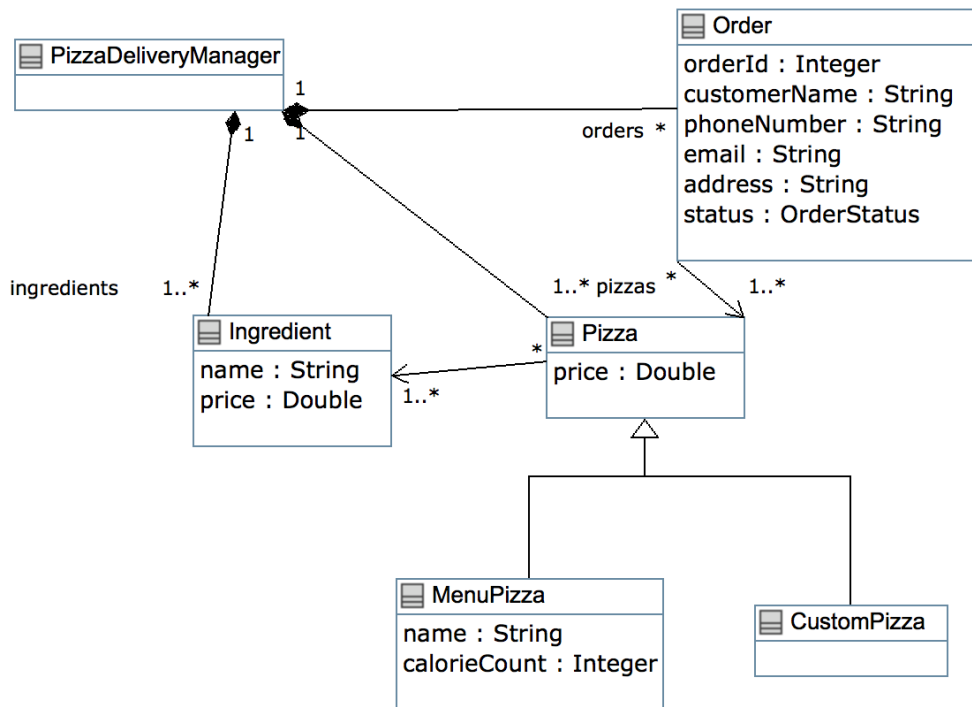 PizzaDeliveryManager
Order
orderId : Integer
customerName : String
phoneNumber : String
email : String
address : String
status : OrderStatus
1
orders *
1
1
ingredients
1..*
1..* pizzas
*
1..*
Ingredient
name : String
price : Double
*
1..*
Pizza
price : Double
MenuPizza
name : String
calorieCount : Integer
CustomPizza